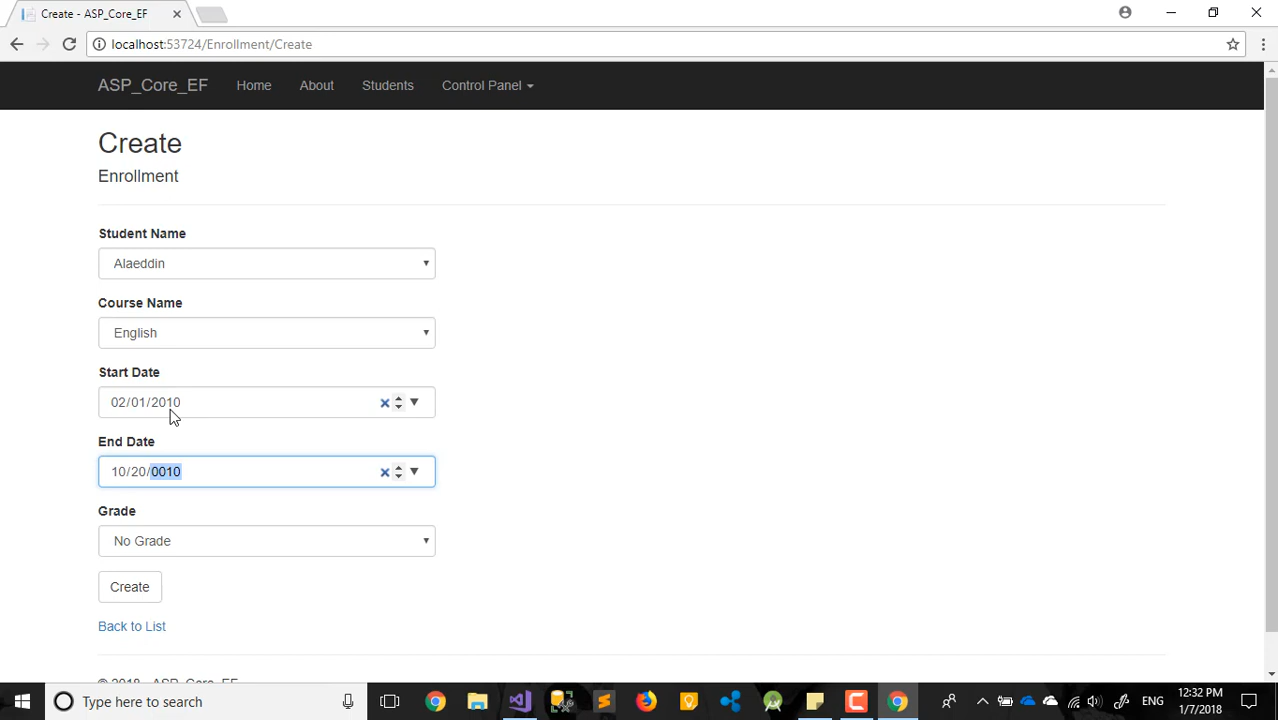 Create - ASP_Core_EF
localhost:53724/Enrollment/Create
ASP_Core_EF Home About Students Control Panel
Create
Enrollment
Student Name
Alaeddin
Course Name
English
Start Date
02/01/2010
End Date
10/20/0010
Grade
No Grade
Create
Back to List
© 2018 - ASP_Core_EF
Type here to search
ENG
12:32 PM
1/7/2018